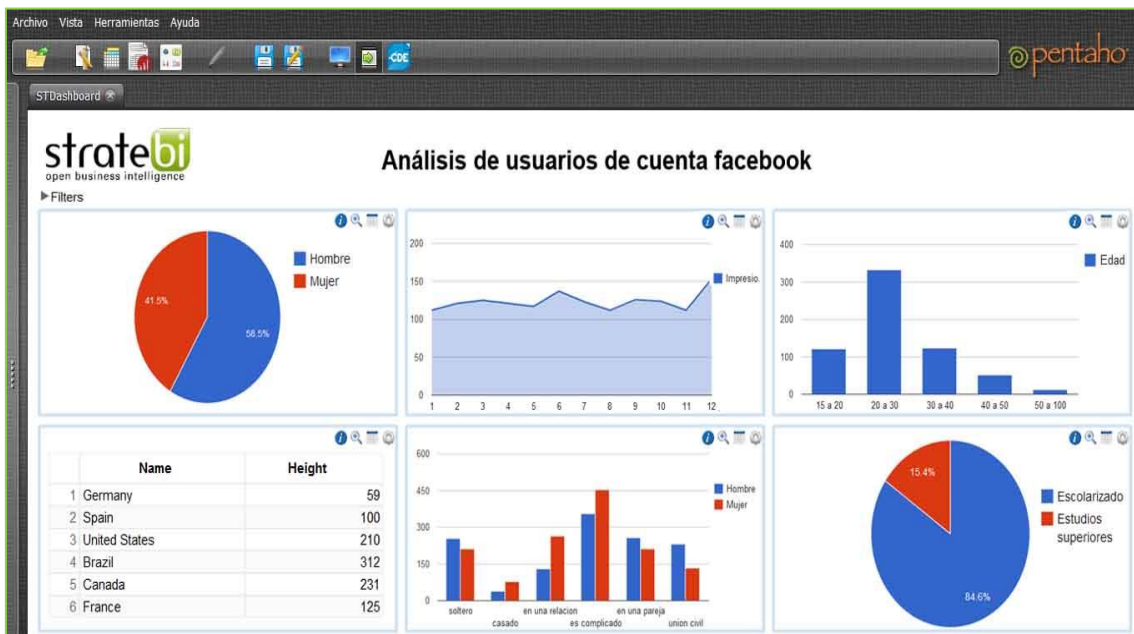 Archivo Vista Herramientas Ayuda
CDE
pentaho
STDashboard
stratebi
open business intelligence
Análisis de usuarios de cuenta facebook
Filters
41.5%
58.5%
Hombre
Mujer
200
150
100
50
0
1 2 3 4 5 6 7 8 9 10 11 12
Impresio.
400
300
200
100
0
15 a 20 20 a 30 30 a 40 40 a 50 50 a 100
Edad
Name Height
1 Germany 59
2 Spain 100
3 United States 210
4 Brazil 312
5 Canada 231
6 France 125
600
450
300
150
0
soltero en una relacion en una pareja
casado es complicado union civil
Hombre
Mujer
15.4%
84.6%
Escolarizado
Estudios
superiores